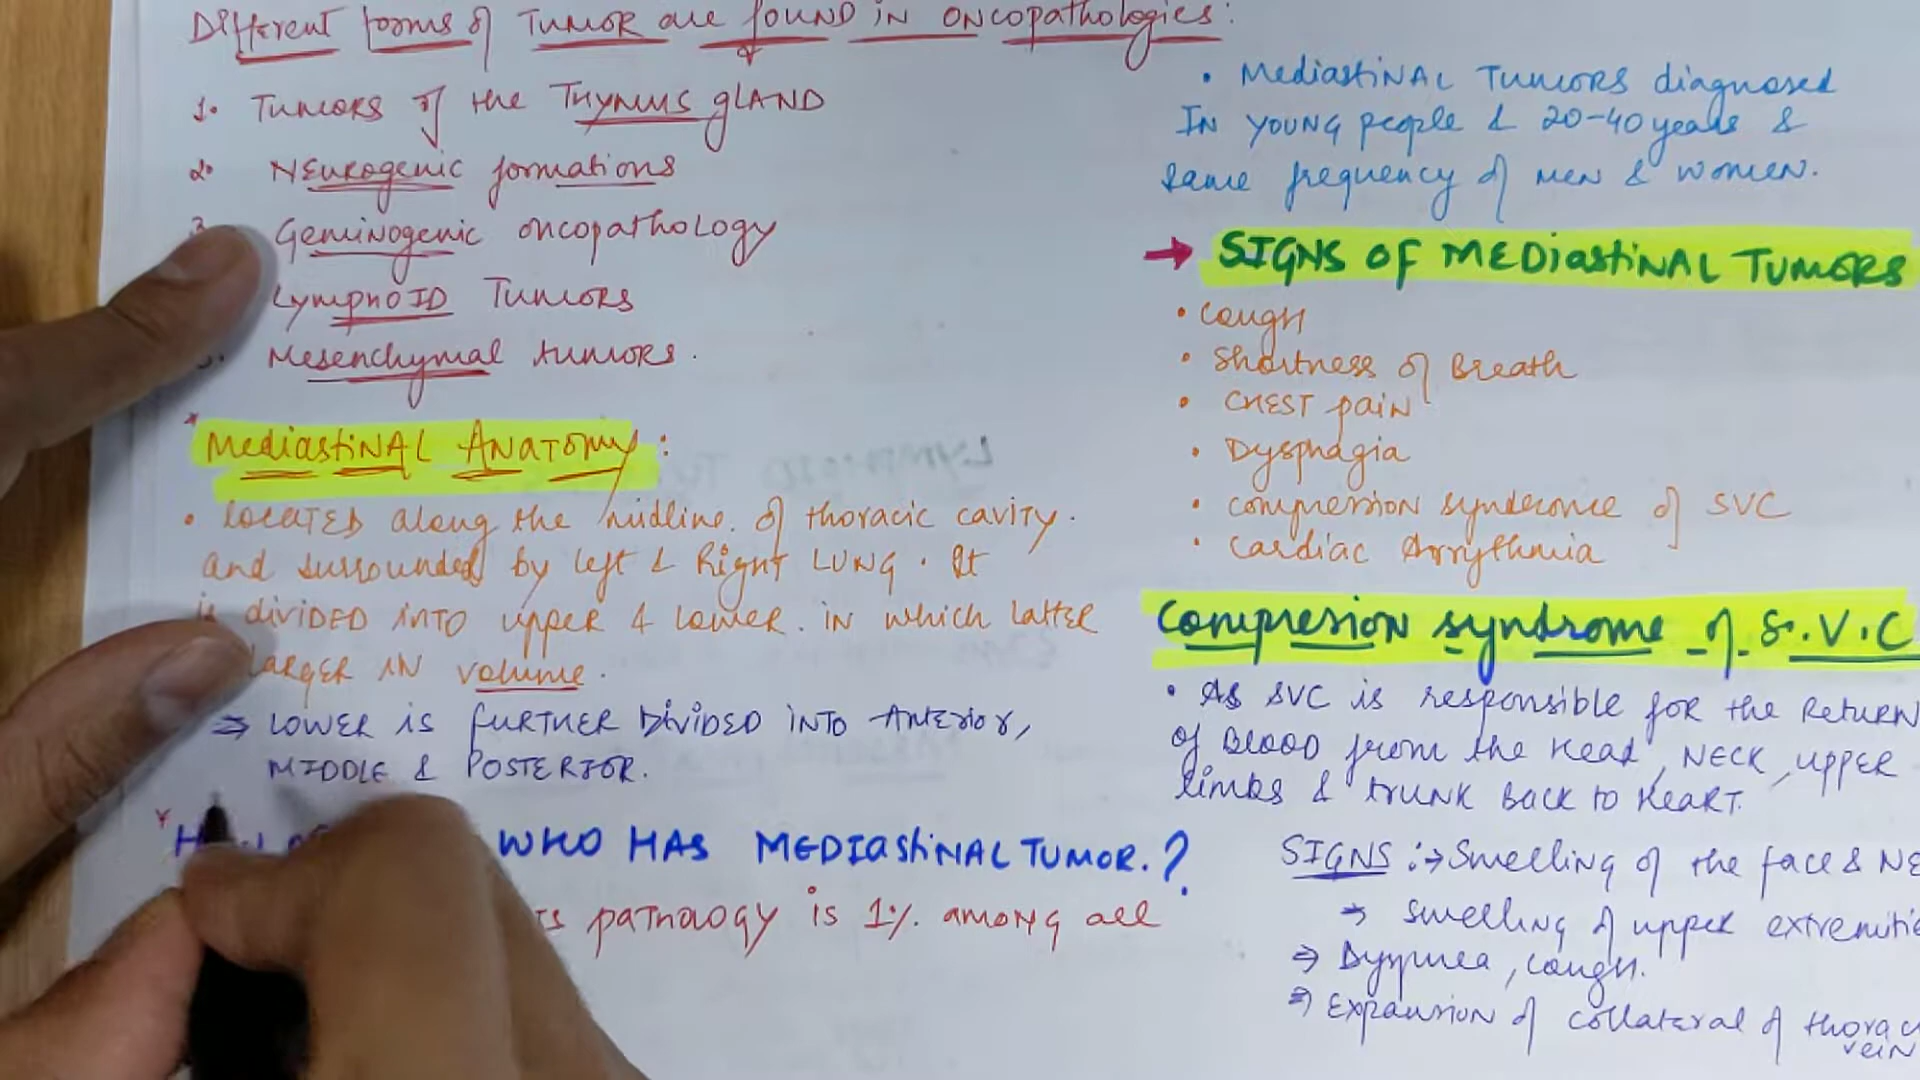 Different forms of Tumor are found in oncopathologies:
1. Tumors of the Thymus gland
2. Neurogenic formations
3 Geminogenic oncopathology
Lymphoid Tumors
Mesenchymal tumors.
* Mediastinal Anatomy:
• Located along the midline. of thoracic cavity.
and surrounded by left & Right Lung. It
is divided into upper & lower. in which latter
larger in volume.
⇒ Lower is further Divided into Anterior,
Middle & Posterior.
WHO HAS MEDIASTINAL TUMOR.?
pathology is 1% among all
• Mediastinal Tumors diagnosed
In young people & 20-40 years &
same frequency of men & women.
→ SIGNS OF MEDIASTINAL TUMORS
• Cough
• Shortness of Breath
• Chest pain
• Dysphagia
• compression syndrome of SVC
• Cardiac Arrythmia
Compresion syndrome of S.V.C
• As SVC is responsible for the Return
of Blood from the Head, Neck, upper
limbs & trunk Back to Heart.
SIGNS :→ Swelling of the face & NE
⇒ swelling of upper
⇒ Dyspnea, cough.
⇒ Expansion of collateral of thorac
vein